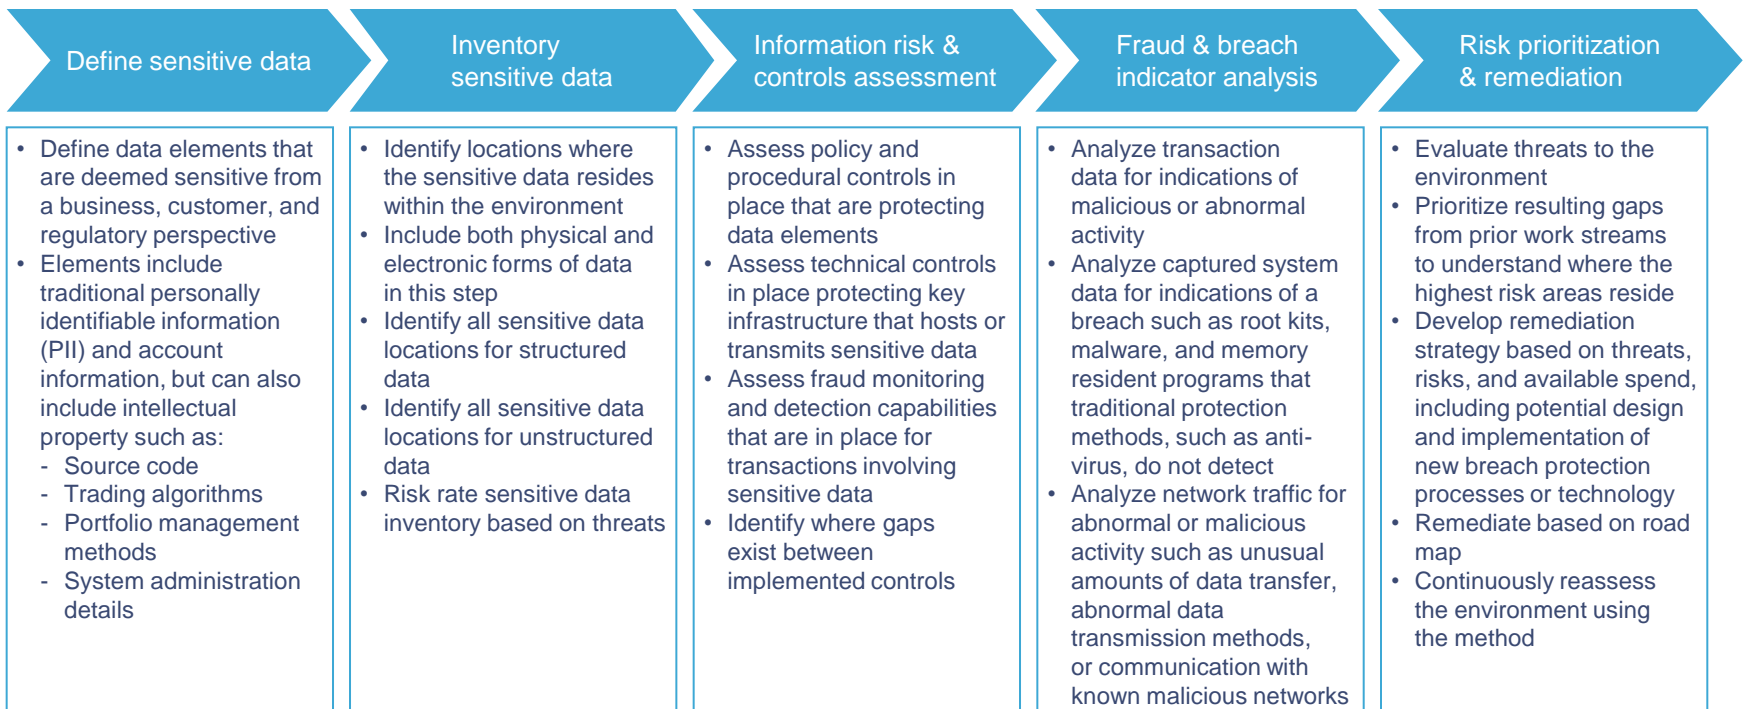 Define sensitive data
Inventory
sensitive data
Information risk &
controls assessment
Fraud & breach
indicator analysis
Risk prioritization
& remediation
• Define data elements that
are deemed sensitive from
a business, customer, and
regulatory perspective
• Elements include
traditional personally
identifiable information
(PII) and account
information, but can also
include intellectual
property such as:
- Source code
- Trading algorithms
- Portfolio management
methods
- System administration
details
• Identify locations where
the sensitive data resides
within the environment
• Include both physical and
electronic forms of data
in this step
• Identify all sensitive data
locations for structured
data
• Identify all sensitive data
locations for unstructured
data
• Risk rate sensitive data
inventory based on threats
• Assess policy and
procedural controls in
place that are protecting
data elements
• Assess technical controls
in place protecting key
infrastructure that hosts or
transmits sensitive data
• Assess fraud monitoring
and detection capabilities
that are in place for
transactions involving
sensitive data
• Identify where gaps
exist between
implemented controls
• Analyze transaction
data for indications of
malicious or abnormal
activity
• Analyze captured system
data for indications of a
breach such as root kits,
malware, and memory
resident programs that
traditional protection
methods, such as anti-
virus, do not detect
• Analyze network traffic for
abnormal or malicious
activity such as unusual
amounts of data transfer,
abnormal data
transmission methods,
or communication with
known malicious networks
• Evaluate threats to the
environment
• Prioritize resulting gaps
from prior work streams
to understand where the
highest risk areas reside
• Develop remediation
strategy based on threats,
risks, and available spend,
including potential design
and implementation of
new breach protection
processes or technology
• Remediate based on road
map
• Continuously reassess
the environment using
the method